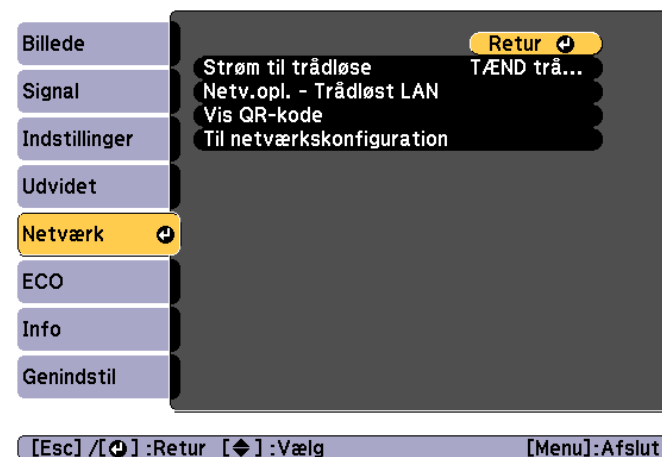 Billede
Signal
Indstillinger
Udvidet
Netværk
ECO
Info
Genindstil
Retur
Strøm til trådløse TÆND trå...
Netv.opl. - Trådløst LAN
Vis QR-kode
Til netværkskonfiguration
[Esc] /[⏎] :Retur [◆] :Vælg [Menu]:Afslut